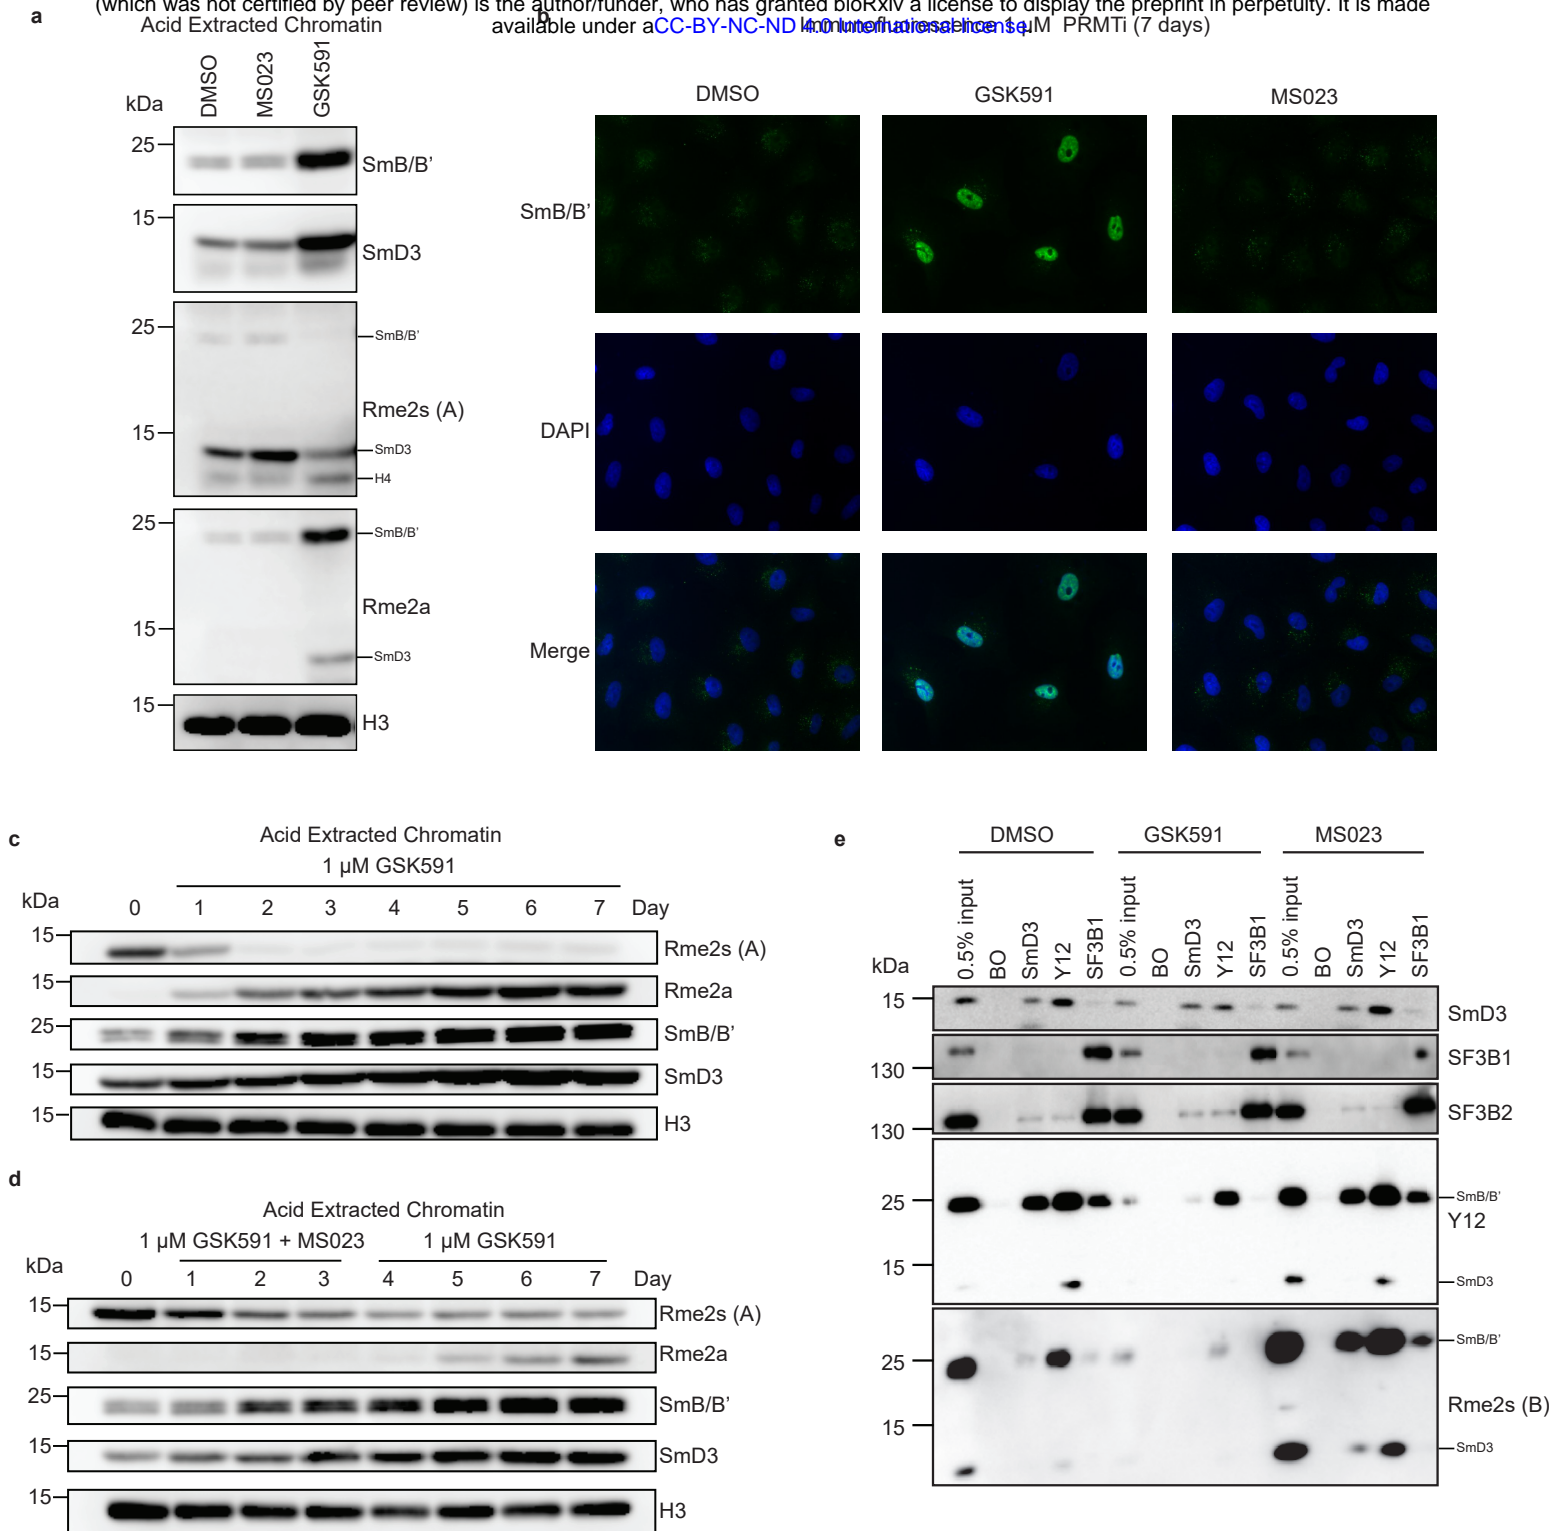 (which was not certified by peer review) is the author/funder, who has granted bioRxiv a license to display the preprint in perpetuity. It is made
available under aCC-BY-NC-ND 4.0 International license.
a
Acid Extracted Chromatin
kDa
DMSO
MS023
GSK591
25
SmB/B’
15
SmD3
25
SmB/B’
Rme2s (A)
15
SmD3
H4
25
SmB/B’
Rme2a
15
SmD3
15
H3
b
Immunofluorescence 1 µM PRMTi (7 days)
DMSO
GSK591
MS023
SmB/B’
DAPI
Merge
c
Acid Extracted Chromatin
1 µM GSK591
kDa
0 1 2 3 4 5 6 7 Day
15
Rme2s (A)
15
Rme2a
25
SmB/B’
15
SmD3
15
H3
d
Acid Extracted Chromatin
1 µM GSK591 + MS023
1 µM GSK591
kDa
0 1 2 3 4 5 6 7 Day
15
Rme2s (A)
15
Rme2a
25
SmB/B’
15
SmD3
15
H3
e
DMSO
GSK591
MS023
kDa
0.5% input
BO
SmD3
Y12
SF3B1
0.5% input
BO
SmD3
Y12
SF3B1
0.5% input
BO
SmD3
Y12
SF3B1
15
SmD3
130
SF3B1
130
SF3B2
25
SmB/B’
Y12
15
SmD3
25
SmB/B’
Rme2s (B)
15
SmD3